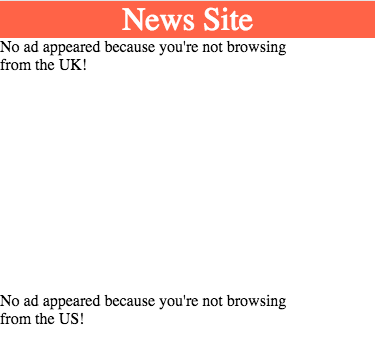 News Site
No ad appeared because you're not browsing
from the UK!
No ad appeared because you're not browsing
from the US!